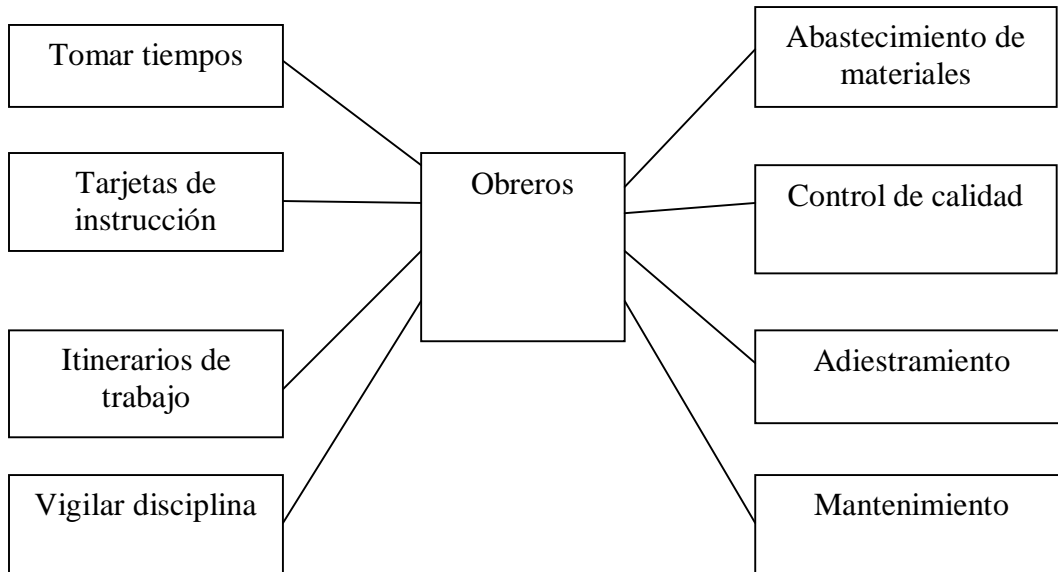 Tomar tiempos
Abastecimiento de
materiales
Tarjetas de
instrucción
Obreros
Control de calidad
Itinerarios de
trabajo
Adiestramiento
Vigilar disciplina
Mantenimiento